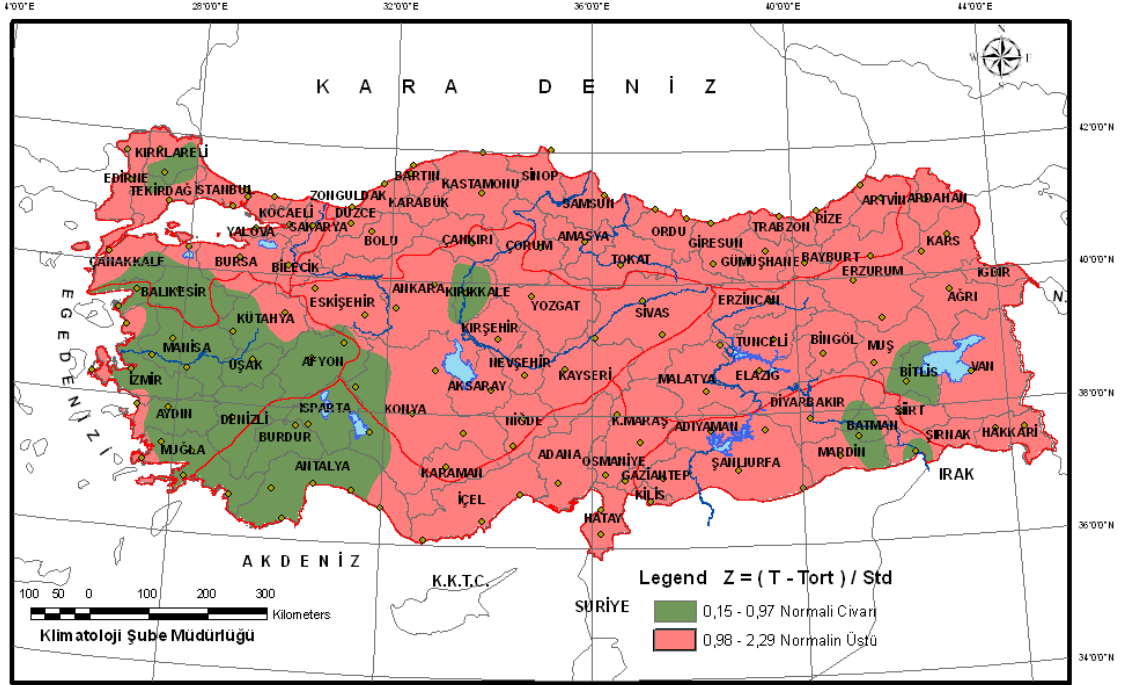 4'0'0"E 28'0'0"E 32'0'0"E 36'0'0"E 40'0'0"E 44'0'0"E
W E
K A R A D E N İ Z
42'0'0"N
KIRKLARELİ
EDİRNE
TEKİRDAĞ
İSTANBUL
KOCAELİ
YALOVA
SAKARYA
DÜZCE
ZONGULDAK
BARTIN
KARABÜK
KASTAMONU
SİNOP
SAMSUN
BOLU
ÇANKIRI
ÇORUM
AMASYA
TOKAT
ORDU
GİRESUN
TRABZON
RİZE
ARTVİN
ARDAHAN
KARS
GÜMÜŞHANE
BAYBURT
ERZURUM
IĞDIR
AĞRI
N.
40'0'0"N
ÇANAKKALE
BURSA
BİLECİK
BALIKESİR
ESKİŞEHİR
ANKARA
KIRIKKALE
YOZGAT
SİVAS
ERZİNCAN
KÜTAHYA
KIRŞEHİR
MANİSA
UŞAK
AFYON
NEVŞEHİR
KAYSERİ
TUNCELİ
BİNGÖL
MUŞ
BİTLİS
VAN
İZMİR
AKSARAY
MALATYA
ELAZIĞ
38'0'0"N
EGE DENİZİ
AYDIN
DENİZLİ
ISPARTA
BURDUR
KONYA
NİĞDE
K.MARAŞ
ADIYAMAN
DİYARBAKIR
SİİRT
BATMAN
ŞIRNAK
HAKKARİ
MUĞLA
ANTALYA
KARAMAN
ADANA
OSMANİYE
GAZİANTEP
ŞANLIURFA
MARDİN
IRAK
İÇEL
KİLİS
HATAY
36'0'0"N
A K D E N İ Z
K.K.T.C.
SURİYE
Legend Z = ( T - Tort ) / Std
0,15 - 0,97 Normali Civarı
0,98 - 2,29 Normalin Üstü
100 50 0 100 200 300
Kilometers
Klimatoloji Şube Müdürlüğü
34'0'0"N